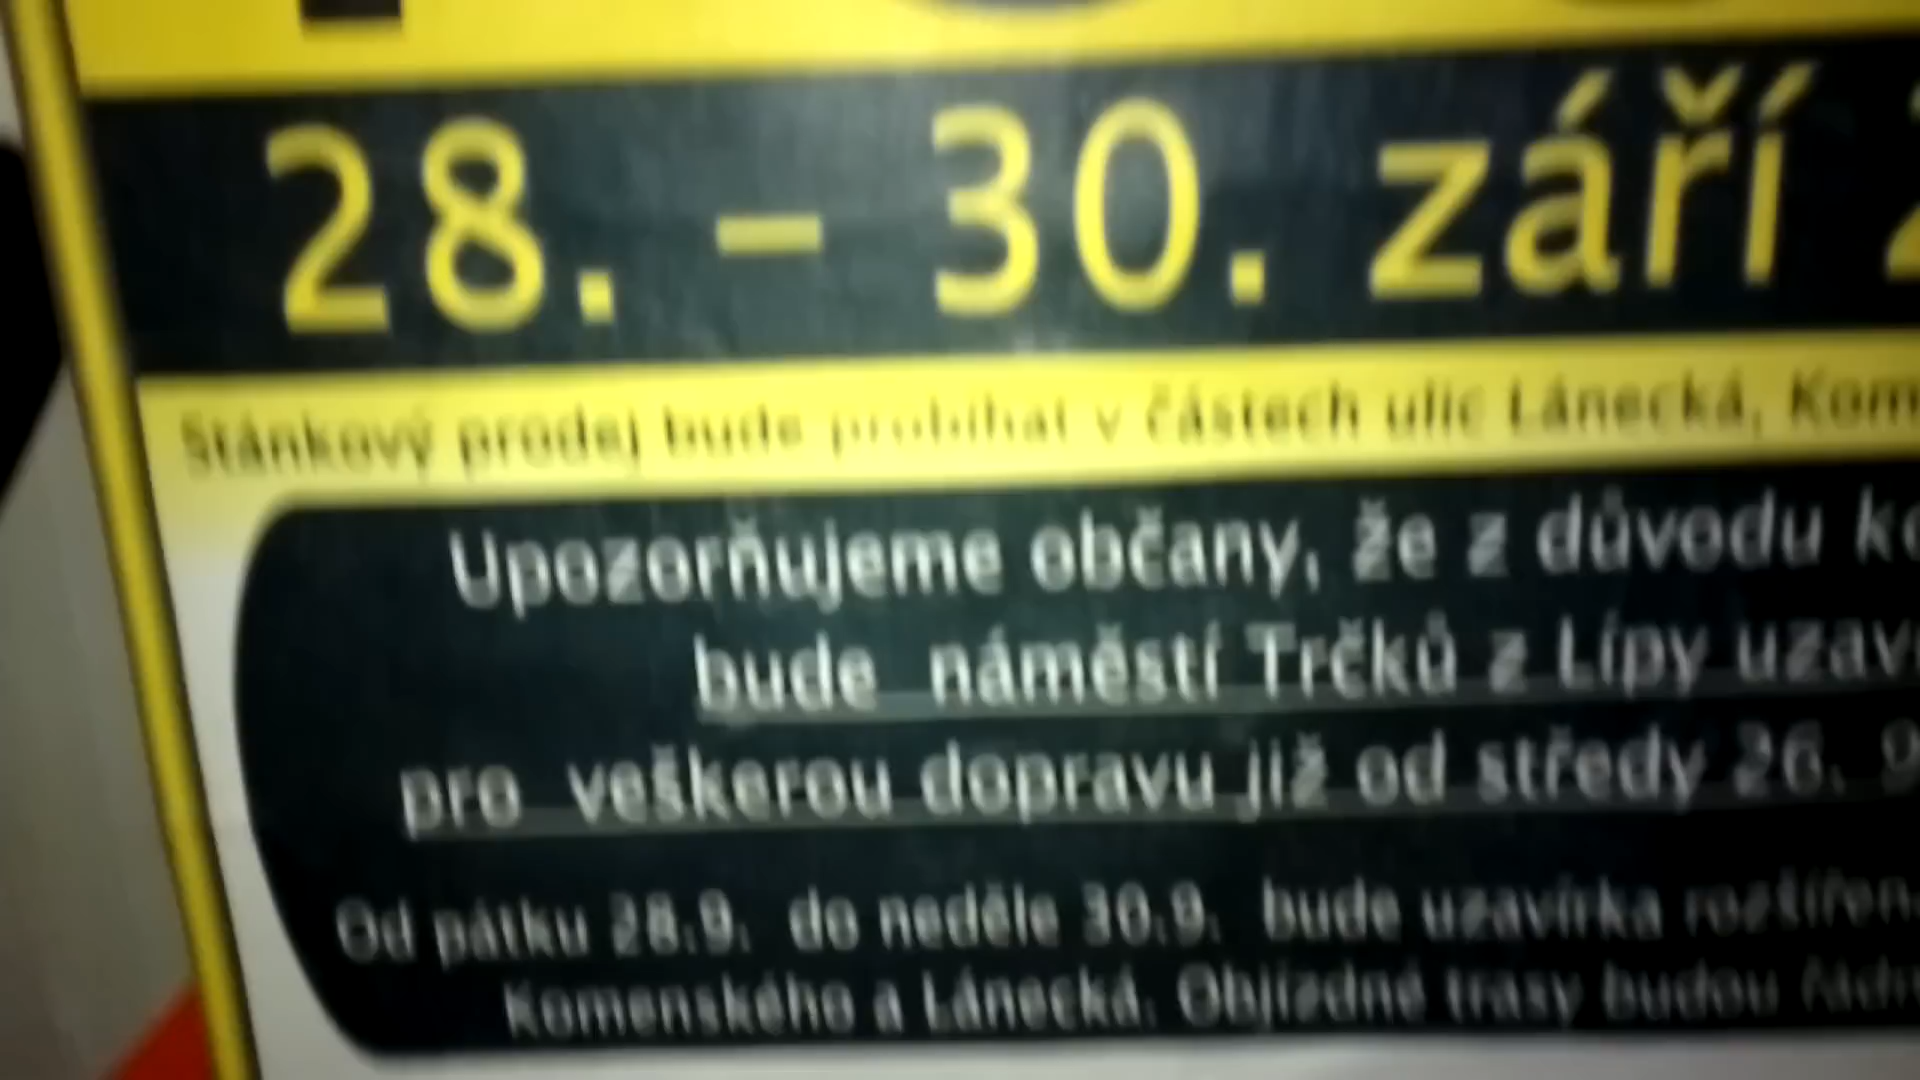 28. – 30. září
Stánkový prodej bude probíhat v částech ulic Lánecká,
Upozorňujeme občany, že z důvodu
bude náměstí Trčků z Lípy
pro veškerou dopravu již od středy 26. 9
Od pátku 28.9. do neděle 30.9. bude uzavírka
Komenského a Lánecká. Objízdné trasy budou